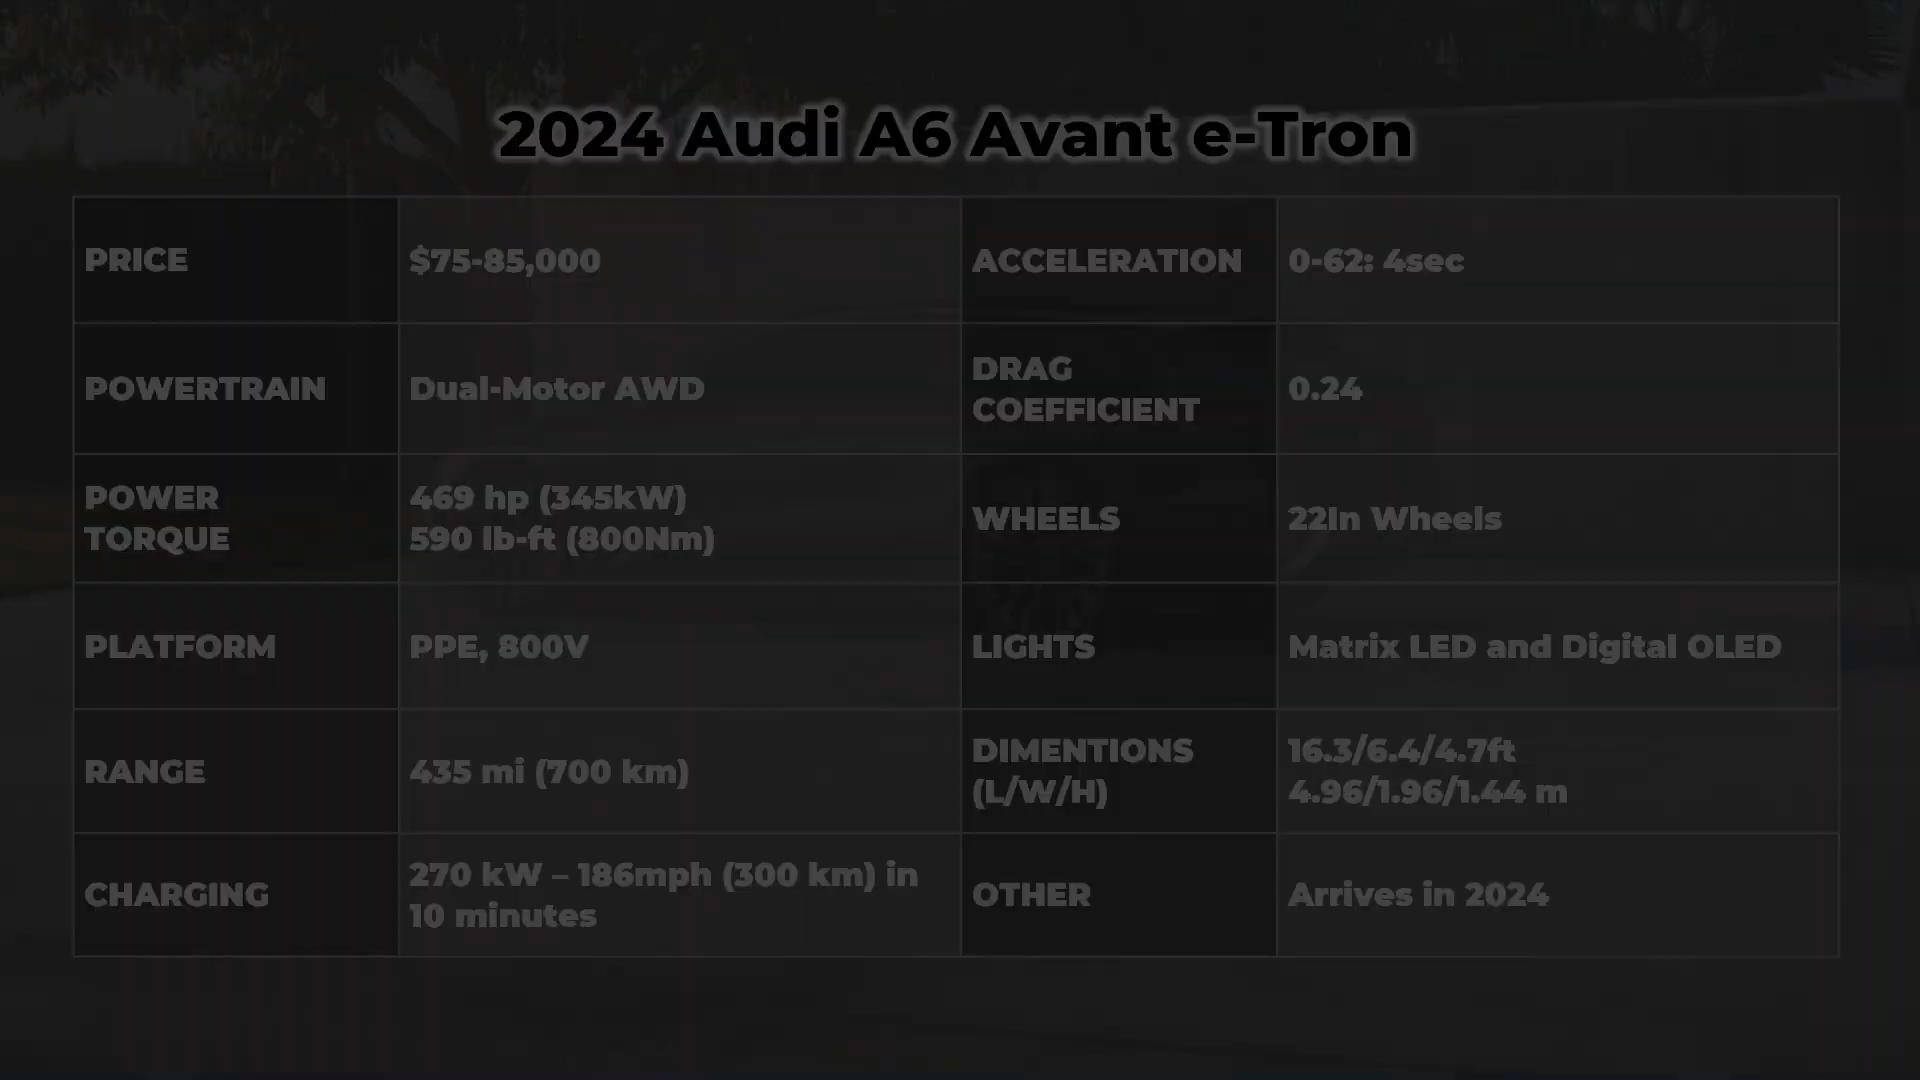 2024 Audi A6 Avant e-Tron
PRICE
$75-85,000
ACCELERATION
0-62: 4sec
POWERTRAIN
Dual-Motor AWD
DRAG
COEFFICIENT
0.24
POWER
TORQUE
469 hp (345kW)
590 lb-ft (800Nm)
WHEELS
22In Wheels
PLATFORM
PPE, 800V
LIGHTS
Matrix LED and Digital OLED
RANGE
435 mi (700 km)
DIMENTIONS
(L/W/H)
16.3/6.4/4.7ft
4.96/1.96/1.44 m
CHARGING
270 kW – 186mph (300 km) in
10 minutes
OTHER
Arrives in 2024